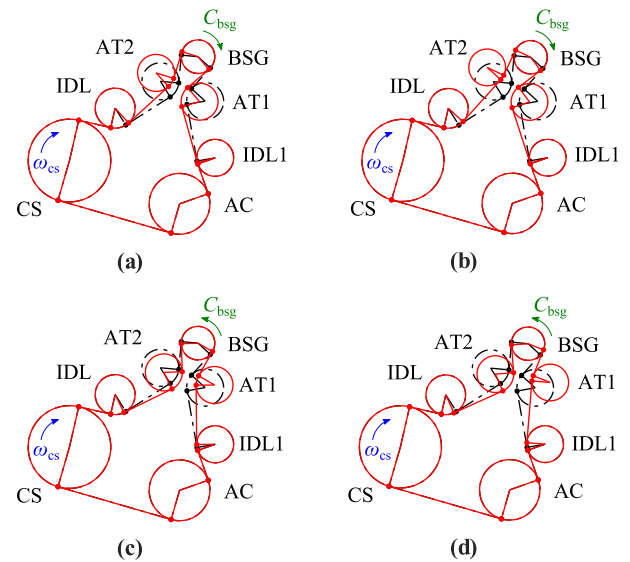 C_bsg
AT2
BSG
IDL
AT1
ω_cs
IDL1
CS
AC
(a)
C_bsg
AT2
BSG
IDL
AT1
ω_cs
IDL1
CS
AC
(b)
C_bsg
AT2
BSG
IDL
AT1
ω_cs
IDL1
CS
AC
(c)
C_bsg
AT2
BSG
IDL
AT1
ω_cs
IDL1
CS
AC
(d)